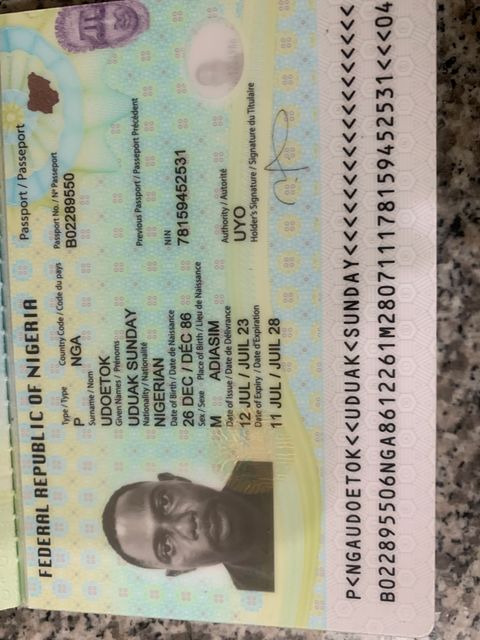 FEDERAL REPUBLIC OF NIGERIA
Passport / Passeport
Type / Type
Country Code / Code du pays
Passport No. / N° Passeport
P
NGA
B02289550
Surname / Nom
UDOETOK
Given Names / Prénoms
UDUAK SUNDAY
Previous Passport / Passeport Précédent
Nationality / Nationalité
NIGERIAN
Date of Birth / Date de Naissance
NIN
26 DEC / DÉC 86
78159452531
Sex / Sexe
Place of Birth / Lieu de Naissance
M
ADIASIM
Date of Issue / Date de Délivrance
Authority / Autorité
12 JUL / JUIL 23
UYO
Date of Expiry / Date d'Expiration
Holder's Signature / Signature du Titulaire
11 JUL / JUIL 28
P<NGAUDOETOK<<UDUAK<SUNDAY<<<<<<<<<<<<<<<<<<
B022895506NGA8612261M280711178159452531<<<04